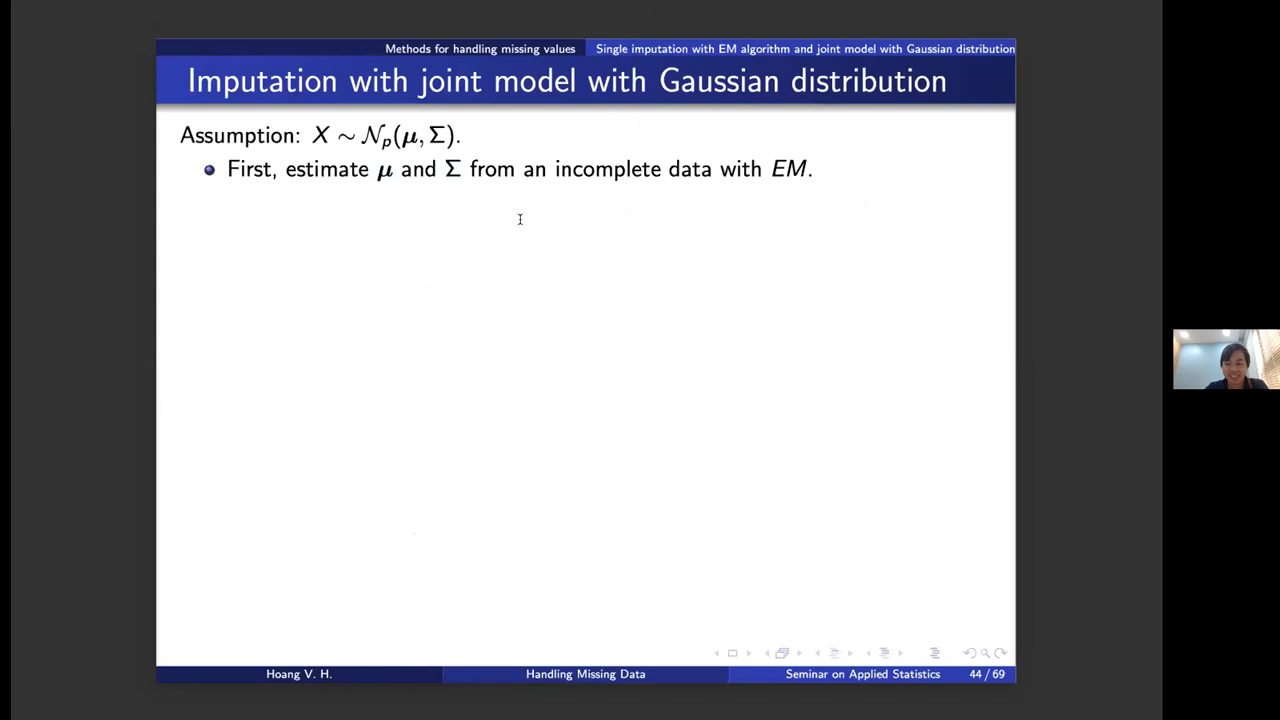 Methods for handling missing values Single imputation with EM algorithm and joint model with Gaussian distribution
Imputation with joint model with Gaussian distribution
Assumption: X ∼ 𝒩ₚ(μ, Σ).
First, estimate μ and Σ from an incomplete data with EM.
Hoang V. H. Handling Missing Data Seminar on Applied Statistics 44 / 69